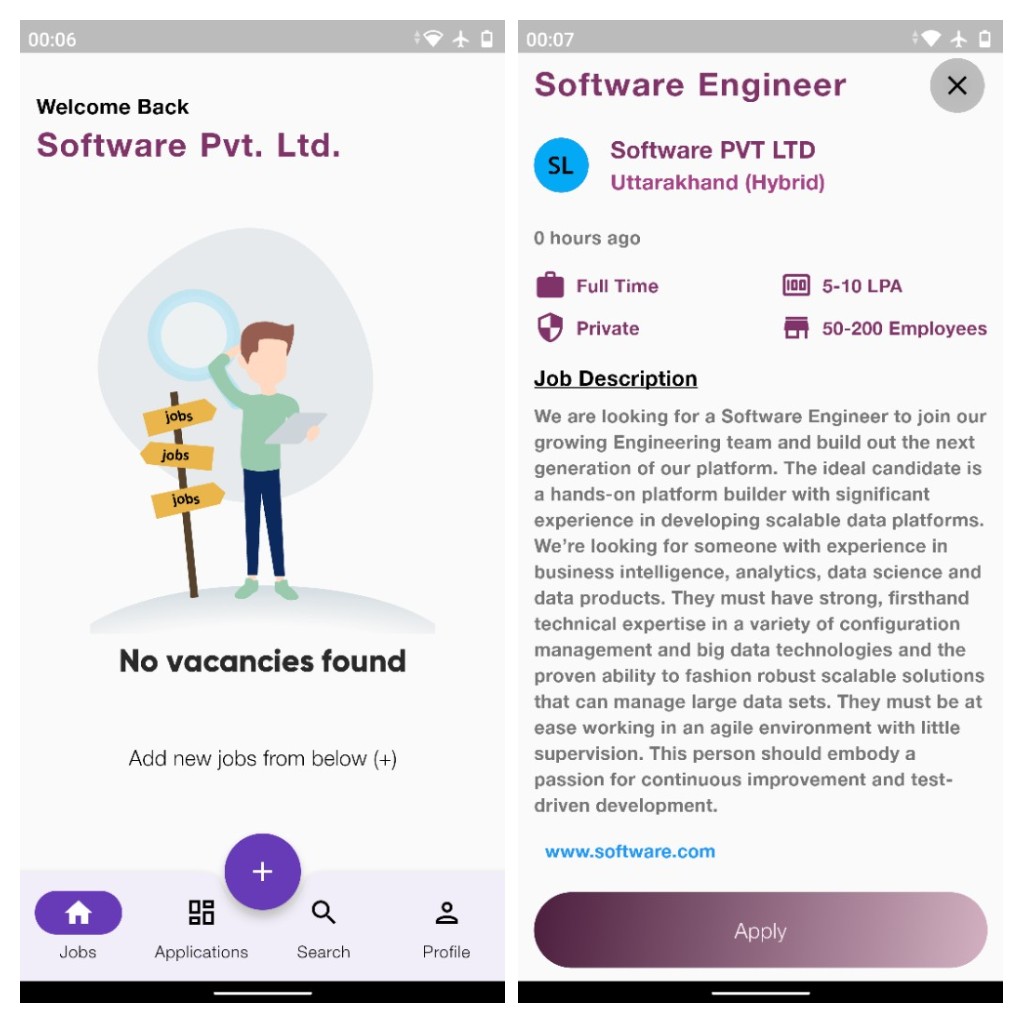 00:06
Welcome Back
Software Pvt. Ltd.
jobs
jobs
jobs
No vacancies found
Add new jobs from below (+)
+
Jobs
Applications
Search
Profile
00:07
Software Engineer
SL
Software PVT LTD
Uttarakhand (Hybrid)
0 hours ago
Full Time
100
5-10 LPA
Private
50-200 Employees
Job Description
We are looking for a Software Engineer to join our
growing Engineering team and build out the next
generation of our platform. The ideal candidate is
a hands-on platform builder with significant
experience in developing scalable data platforms.
We’re looking for someone with experience in
business intelligence, analytics, data science and
data products. They must have strong, firsthand
technical expertise in a variety of configuration
management and big data technologies and the
proven ability to fashion robust scalable solutions
that can manage large data sets. They must be at
ease working in an agile environment with little
supervision. This person should embody a
passion for continuous improvement and test-
driven development.
www.software.com
Apply